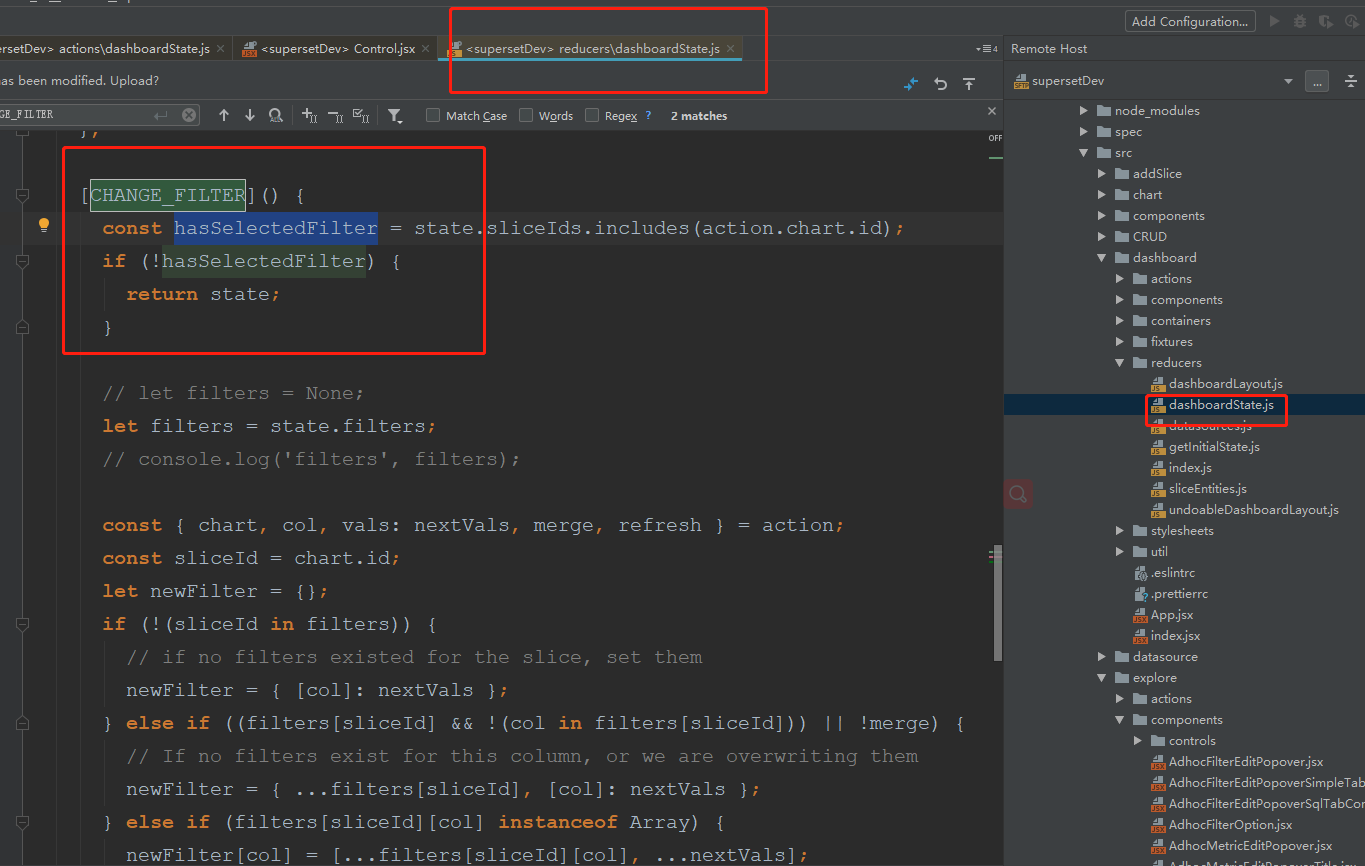 Add Configuration...
ersetDev> actions\dashboardState.js
<supersetDev> Control.jsx
<supersetDev> reducers\dashboardState.js
4
Remote Host
as been modified. Upload?
supersetDev
...
GE_FILTER
Match Case
Words
Regex
?
2 matches
OFF
};
[CHANGE_FILTER]() {
const hasSelectedFilter = state.sliceIds.includes(action.chart.id);
if (!hasSelectedFilter) {
return state;
}
// let filters = None;
let filters = state.filters;
// console.log('filters', filters);
const { chart, col, vals: nextVals, merge, refresh } = action;
const sliceId = chart.id;
let newFilter = {};
if (!(sliceId in filters)) {
// if no filters existed for the slice, set them
newFilter = { [col]: nextVals };
} else if ((filters[sliceId] && !(col in filters[sliceId])) || !merge) {
// If no filters exist for this column, or we are overwriting them
newFilter = { ...filters[sliceId], [col]: nextVals };
} else if (filters[sliceId][col] instanceof Array) {
newFilter[col] = [...filters[sliceId][col], ...nextVals];
node_modules
spec
src
addSlice
chart
components
CRUD
dashboard
actions
components
containers
fixtures
reducers
dashboardLayout.js
dashboardState.js
datasources.js
getInitialState.js
index.js
sliceEntities.js
undoableDashboardLayout.js
stylesheets
util
.eslintrc
.prettierrc
App.jsx
index.jsx
datasource
explore
actions
components
controls
AdhocFilterEditPopover.jsx
AdhocFilterEditPopoverSimpleTab
AdhocFilterEditPopoverSqlTabCon
AdhocFilterOption.jsx
AdhocMetricEditPopover.jsx